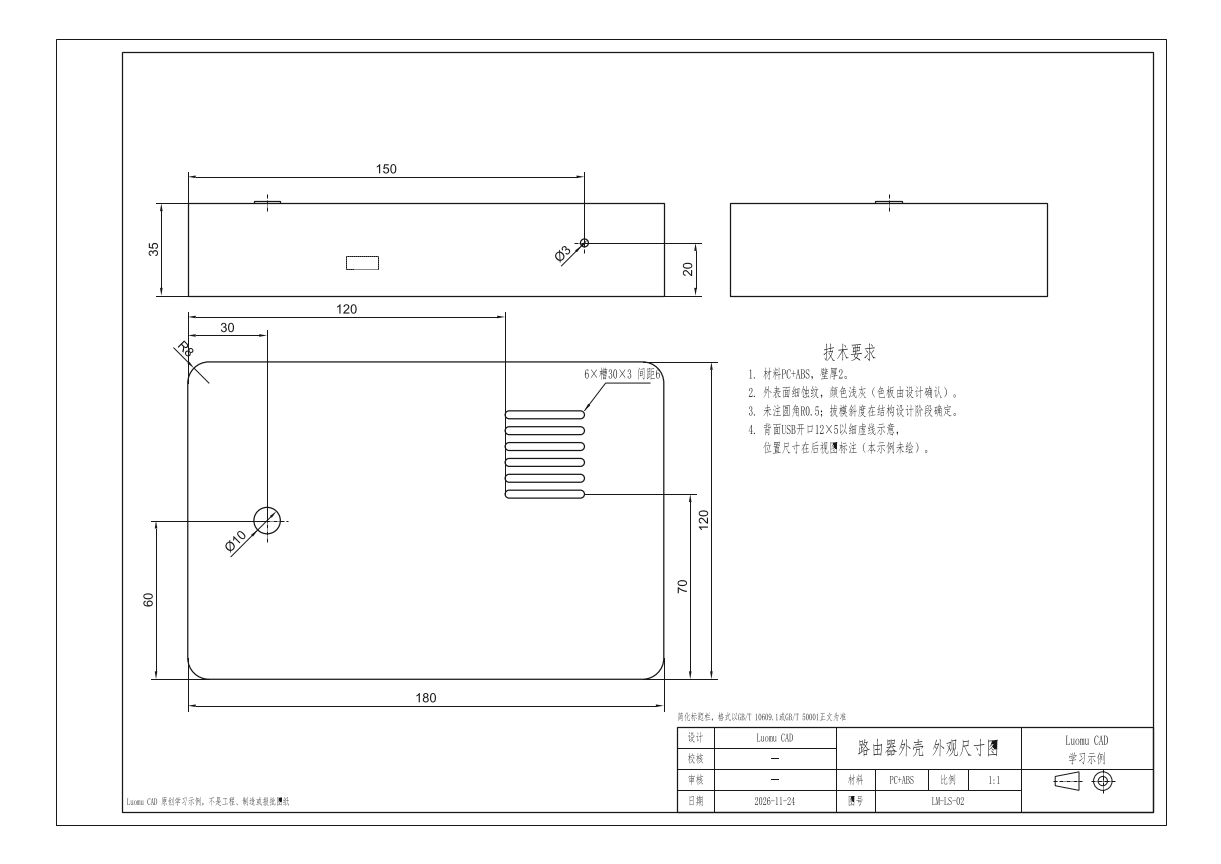 150
35
Ø3
20
120
30
R8
6×槽30×3 间距6
技术要求
1. 材料PC+ABS，壁厚2。
2. 外表面细蚀纹，颜色浅灰（色板由设计确认）。
3. 未注圆角R0.5；拔模斜度在结构设计阶段确定。
4. 背面USB开口12×5以细虚线示意，
位置尺寸在后视图标注（本示例未绘）。
Ø10
60
120
70
180
简化标题栏，格式以GB/T 10609.1或GB/T 50001正文为准
设计 Luomu CAD 路由器外壳 外观尺寸图 Luomu CAD
校核 — 学习示例
审核 — 材料 PC+ABS 比例 1:1
日期 2026-11-24 图号 LM-LS-02
Luomu CAD 原创学习示例，不是工程、制造或报批图纸